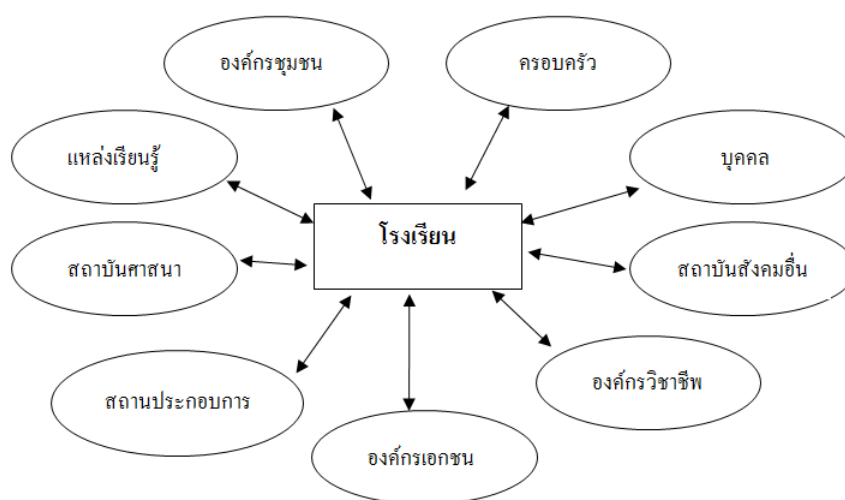 องค์กรชุมชน
ครอบครัว
แหล่งเรียนรู้
บุคคล
โรงเรียน
สถาบันศาสนา
สถาบันสังคมอื่น
องค์กรวิชาชีพ
สถานประกอบการ
องค์กรเอกชน